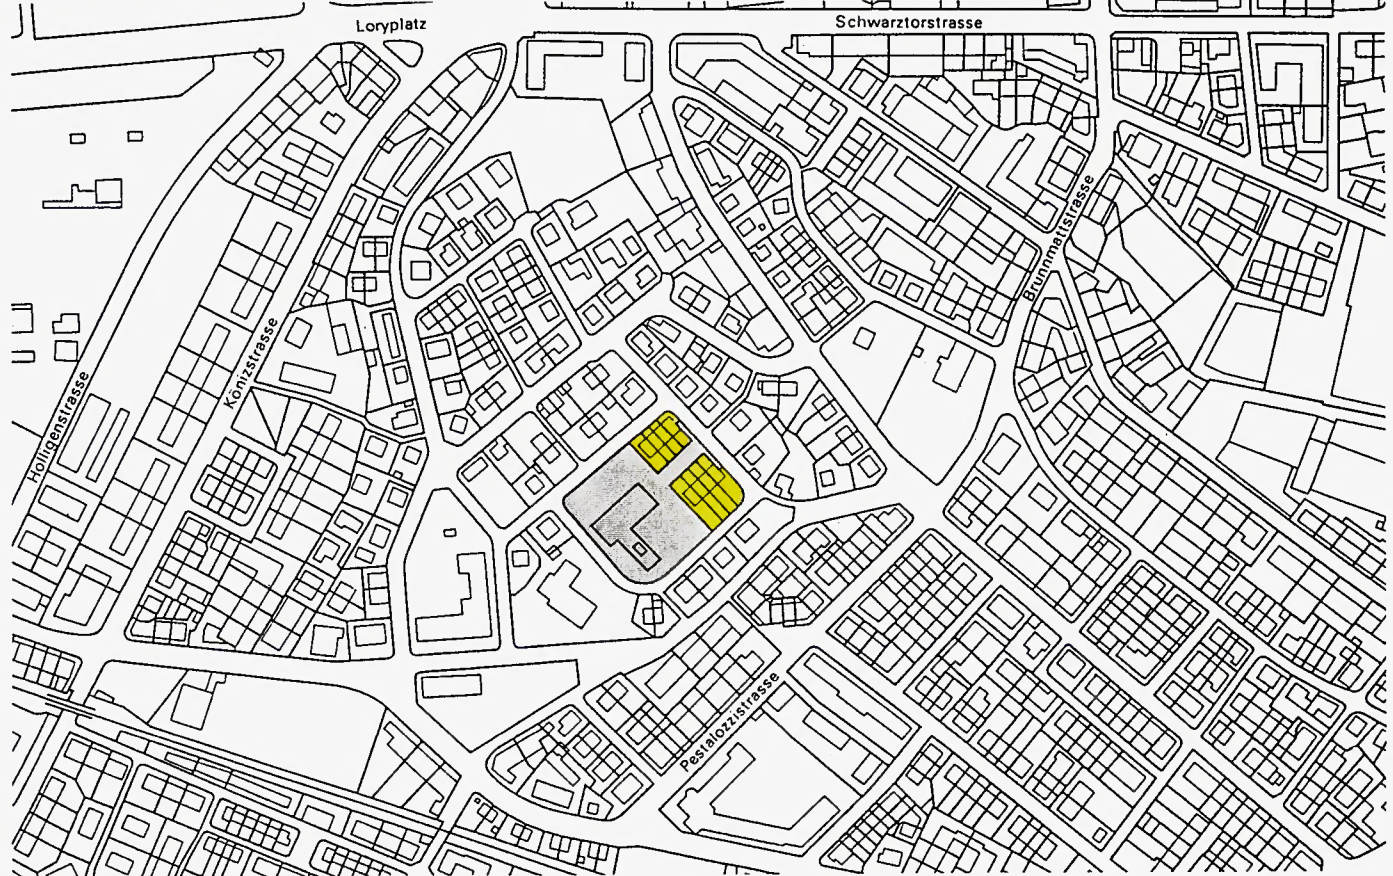 Loryplatz
Schwarztorstrasse
Brunnmattstrasse
Könizstrasse
Holligenstrasse
Pestalozzistrasse